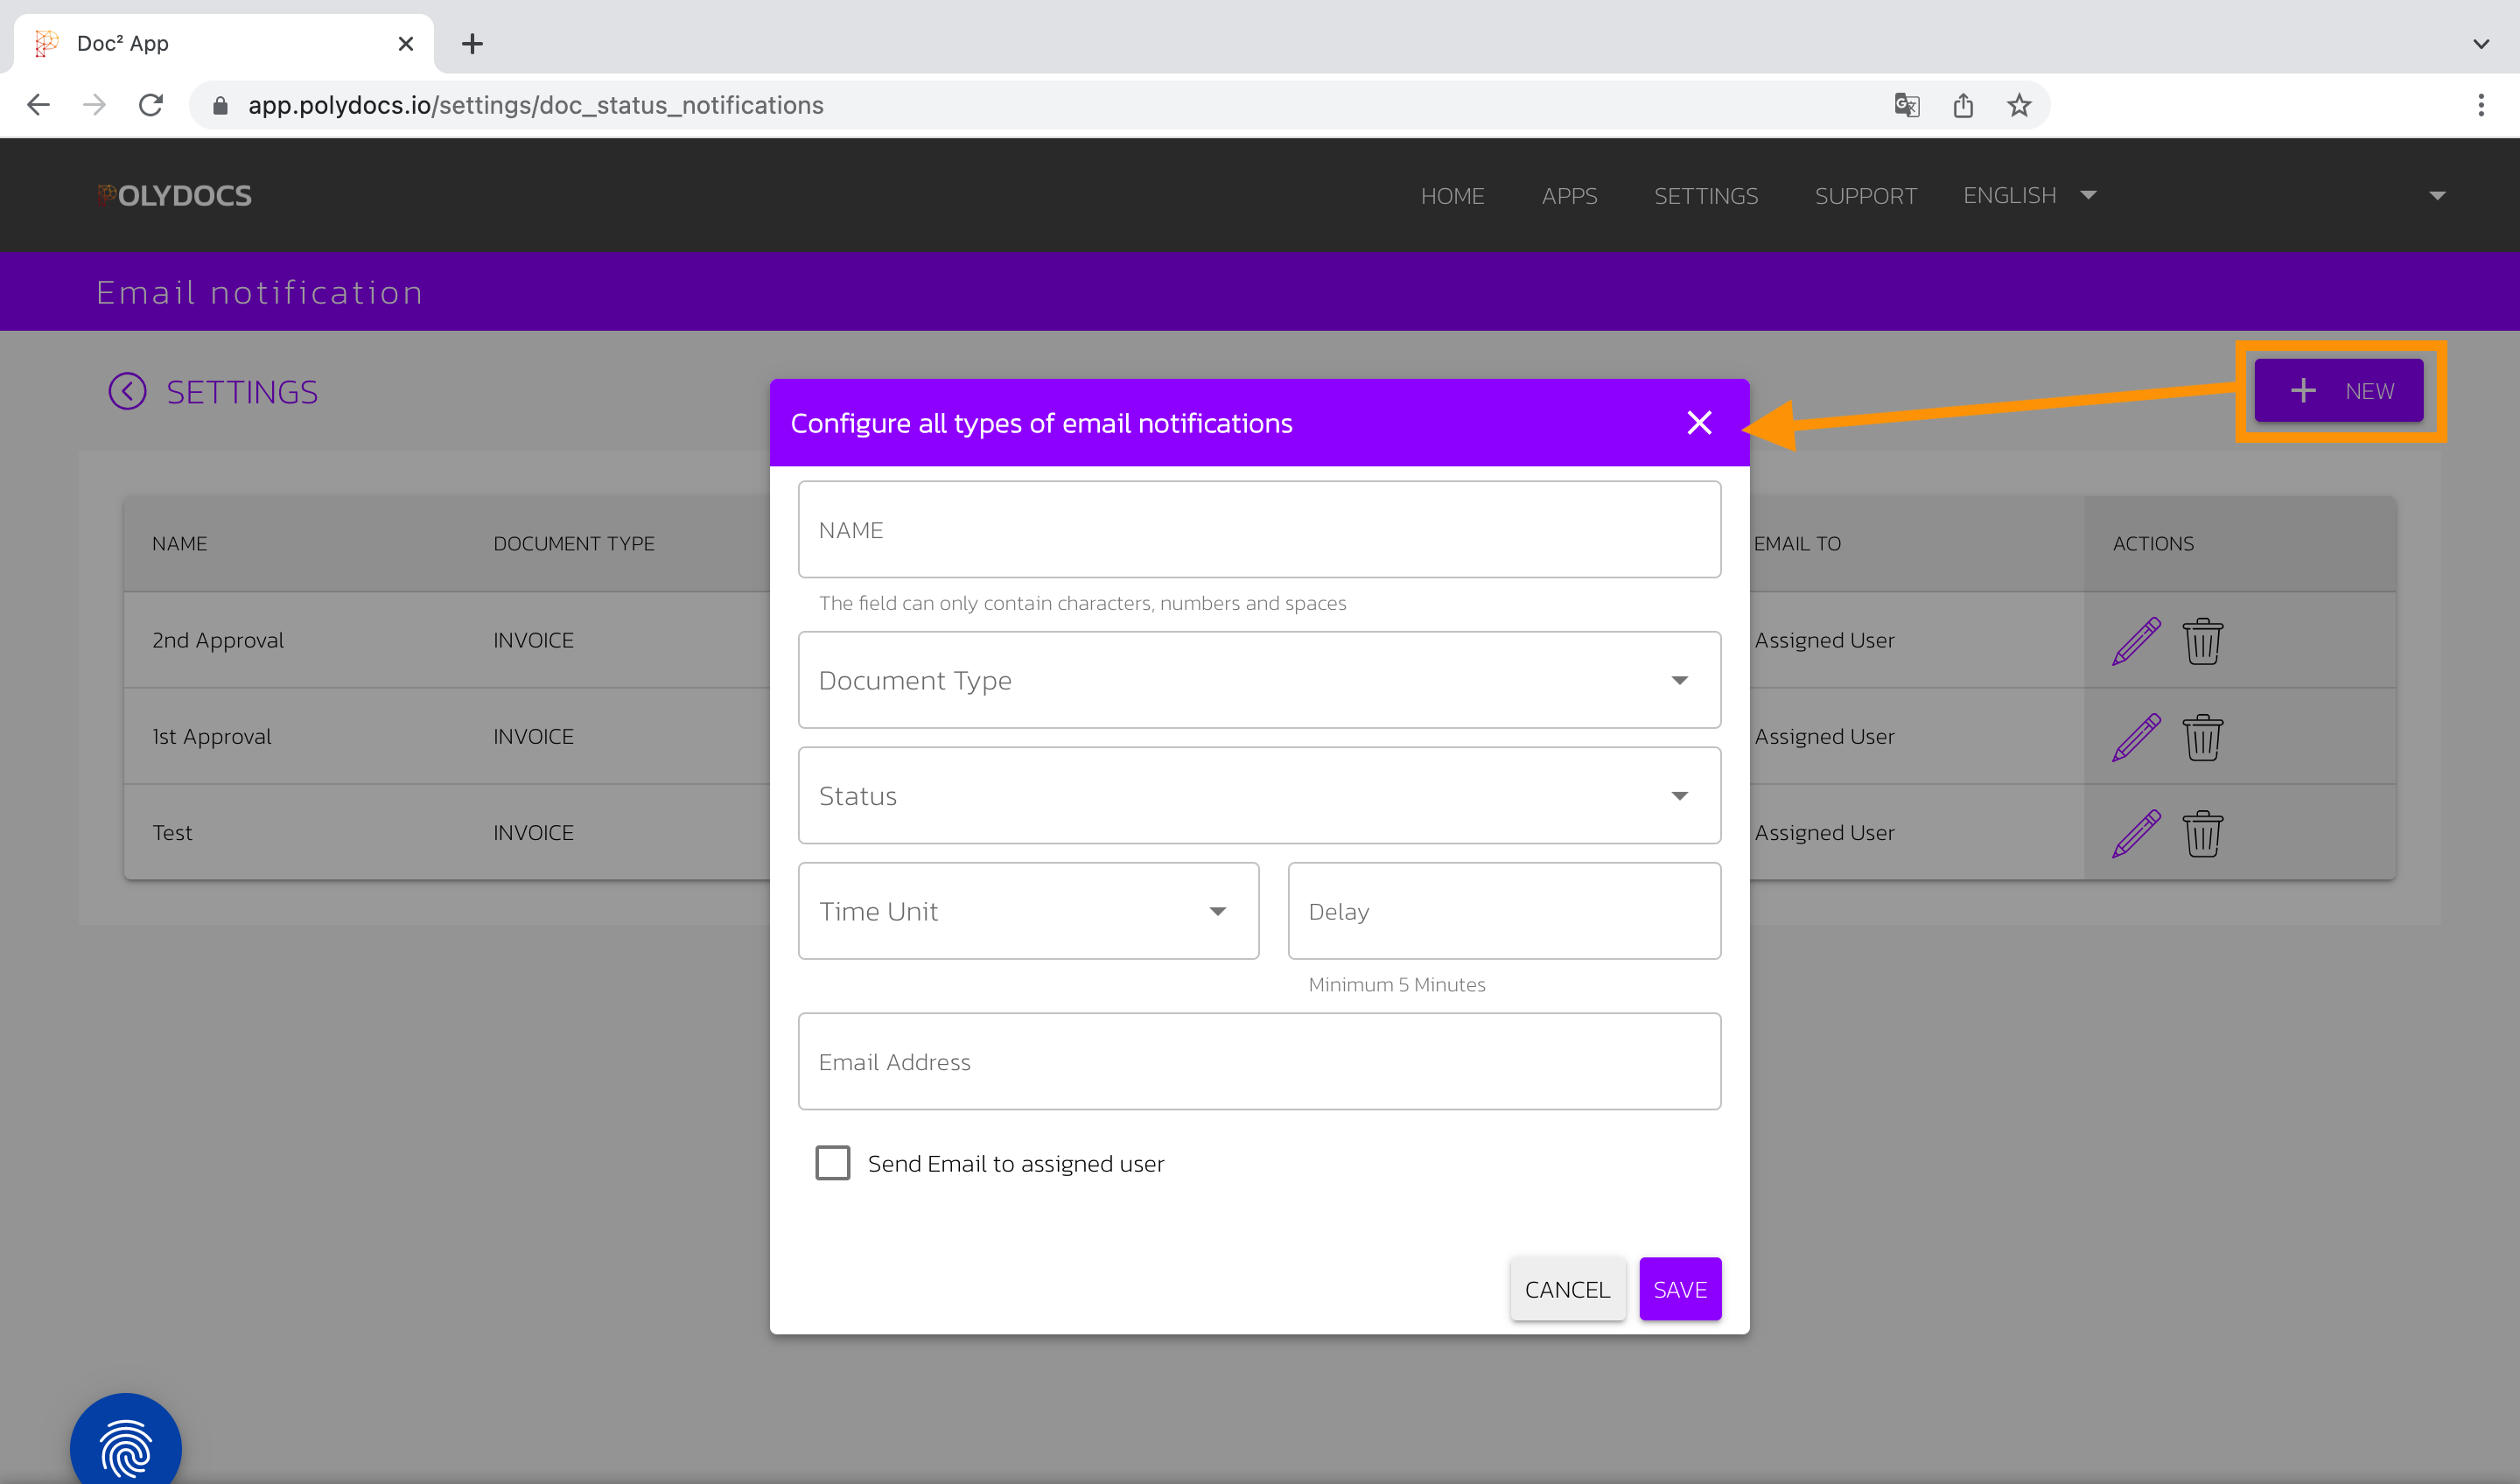 Doc² App
app.polydocs.io/settings/doc_status_notifications
POLYDOCS
HOME APPS SETTINGS SUPPORT ENGLISH
Email notification
SETTINGS
NEW
Configure all types of email notifications
NAME DOCUMENT TYPE EMAIL TO ACTIONS
2nd Approval INVOICE Assigned User
1st Approval INVOICE Assigned User
Test INVOICE Assigned User
NAME
The field can only contain characters, numbers and spaces
Document Type
Status
Time Unit Delay
Minimum 5 Minutes
Email Address
Send Email to assigned user
CANCEL SAVE